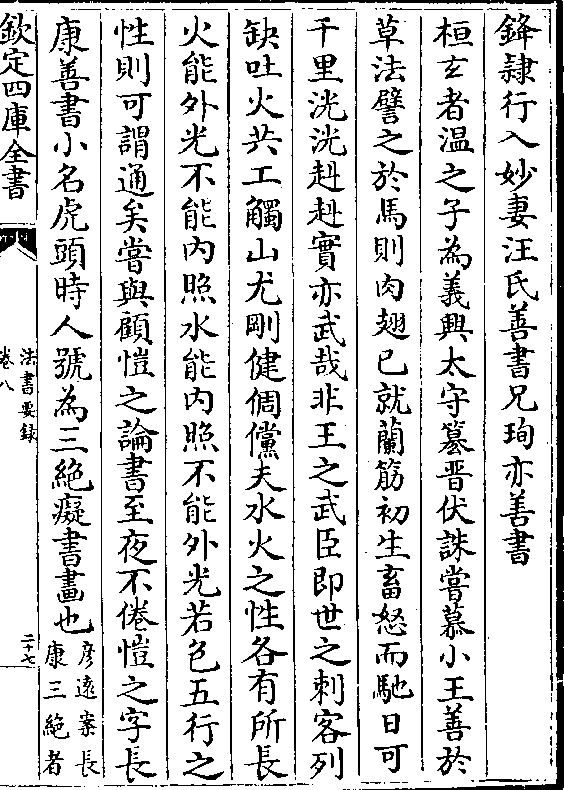 鋒隷行入妙妻汪氏善書兄珣亦善書
桓玄者温之子為義興太守簒晋伏誅嘗慕小王善於
草法譬之於馬則肉翅已就蘭筋初生畜怒而馳日可
千里洸洸赳赳實亦武哉非王之武臣即世之刺客列
缺吐火共工觸山尤剛健倜儻夫水火之性各有所長
火能外光不能内照水能内照不能外光若包五行之
性則可謂通矣嘗與顧愷之論書至夜不倦愷之字長
康善書小名虎頭時人號為三絶癡書畫也
彦逺案長
康三絶者
欽定四庫全書
法書要録
卷八
二十七